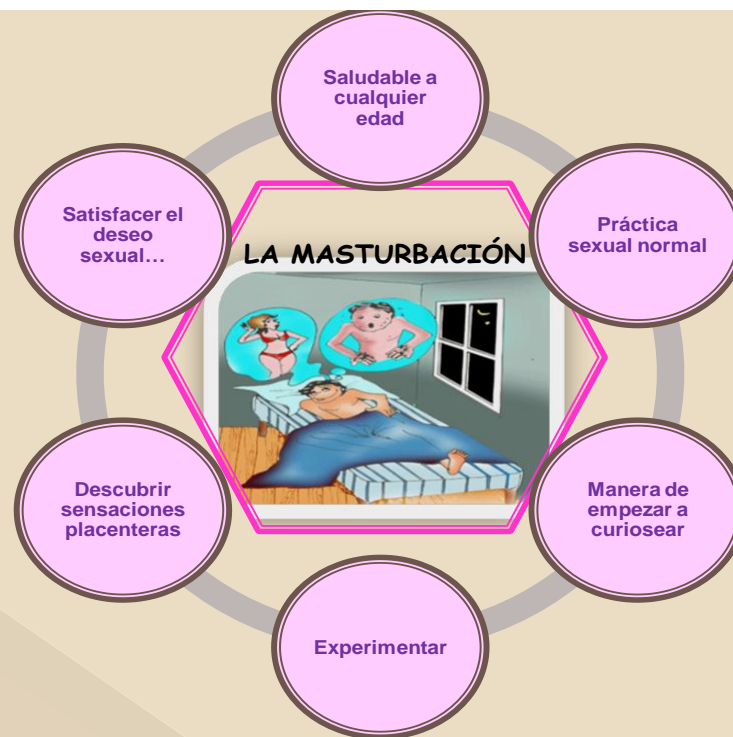 Saludable a
cualquier
edad
Práctica
sexual normal
Manera de
empezar a
curiosear
Experimentar
Descubrir
sensaciones
placenteras
Satisfacer el
deseo
sexual…
LA MASTURBACIÓN